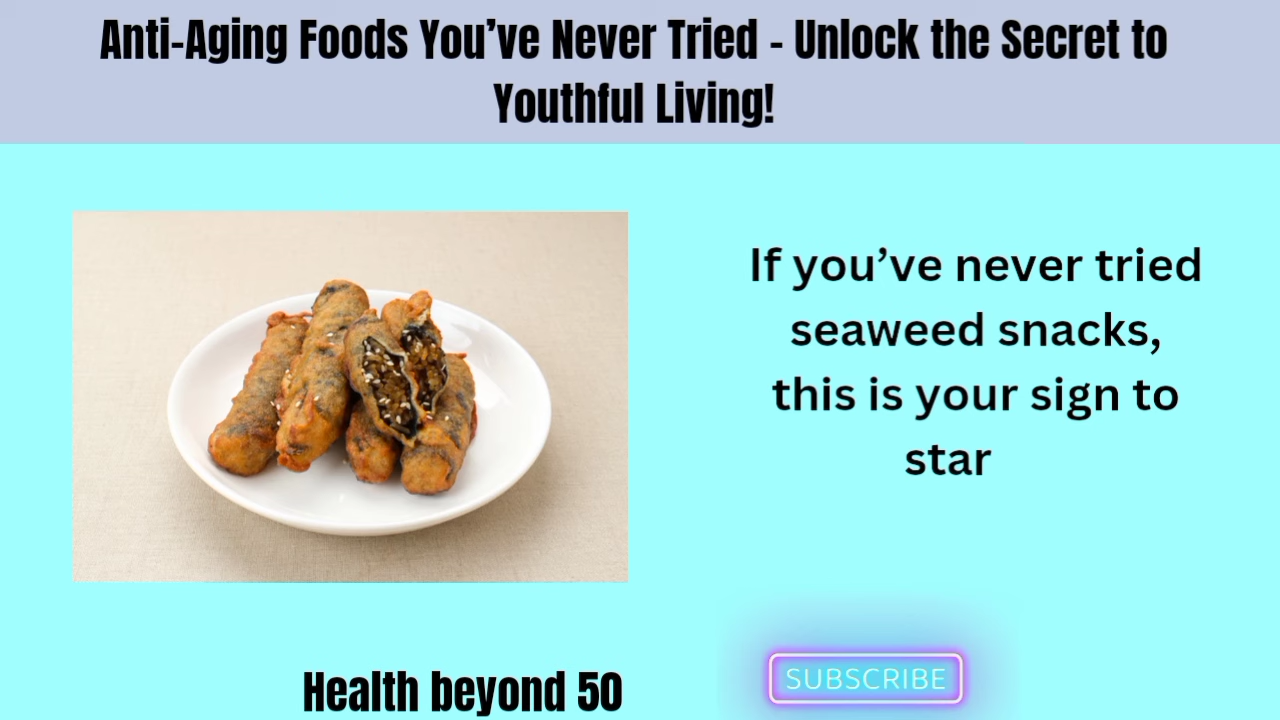 Anti-Aging Foods You’ve Never Tried - Unlock the Secret to
Youthful Living!
If you’ve never tried
seaweed snacks,
this is your sign to
star
Health beyond 50
SUBSCRIBE